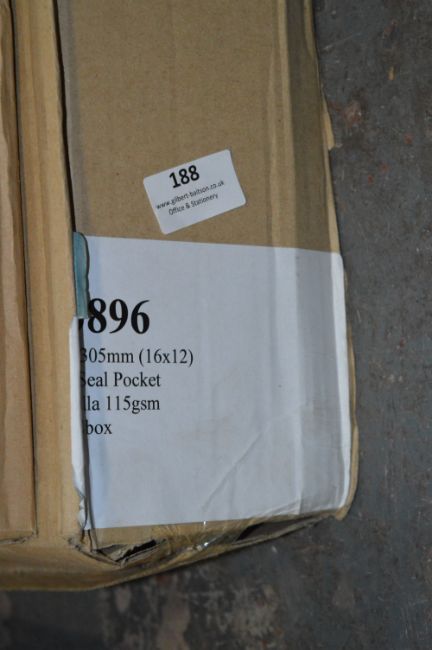 188
www.gilbert-baitson.co.uk
Office & Stationery
896
305mm (16x12)
Seal Pocket
lla 115gsm
box